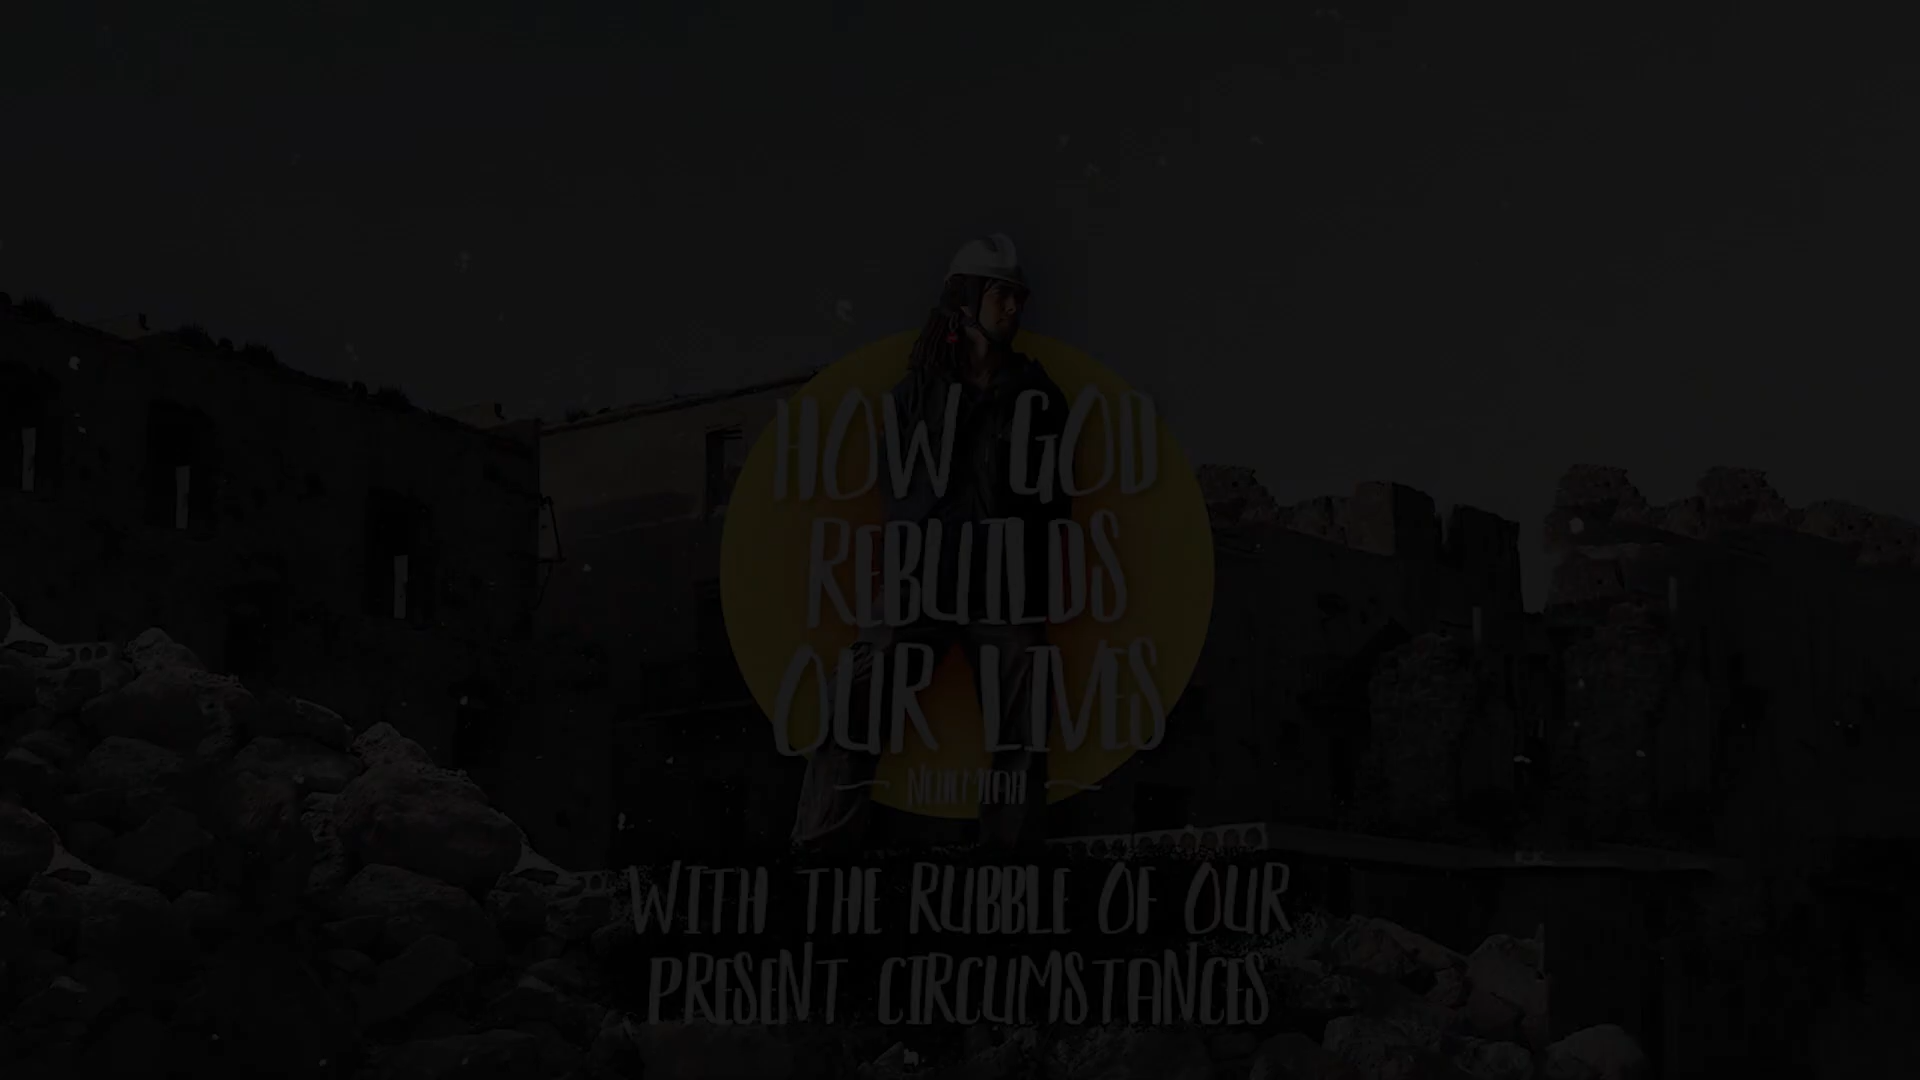 HOW GOD
REBUILDS
OUR LIVES
NEHEMIAH
WITH THE RUBBLE OF OUR
PRESENT CIRCUMSTANCES